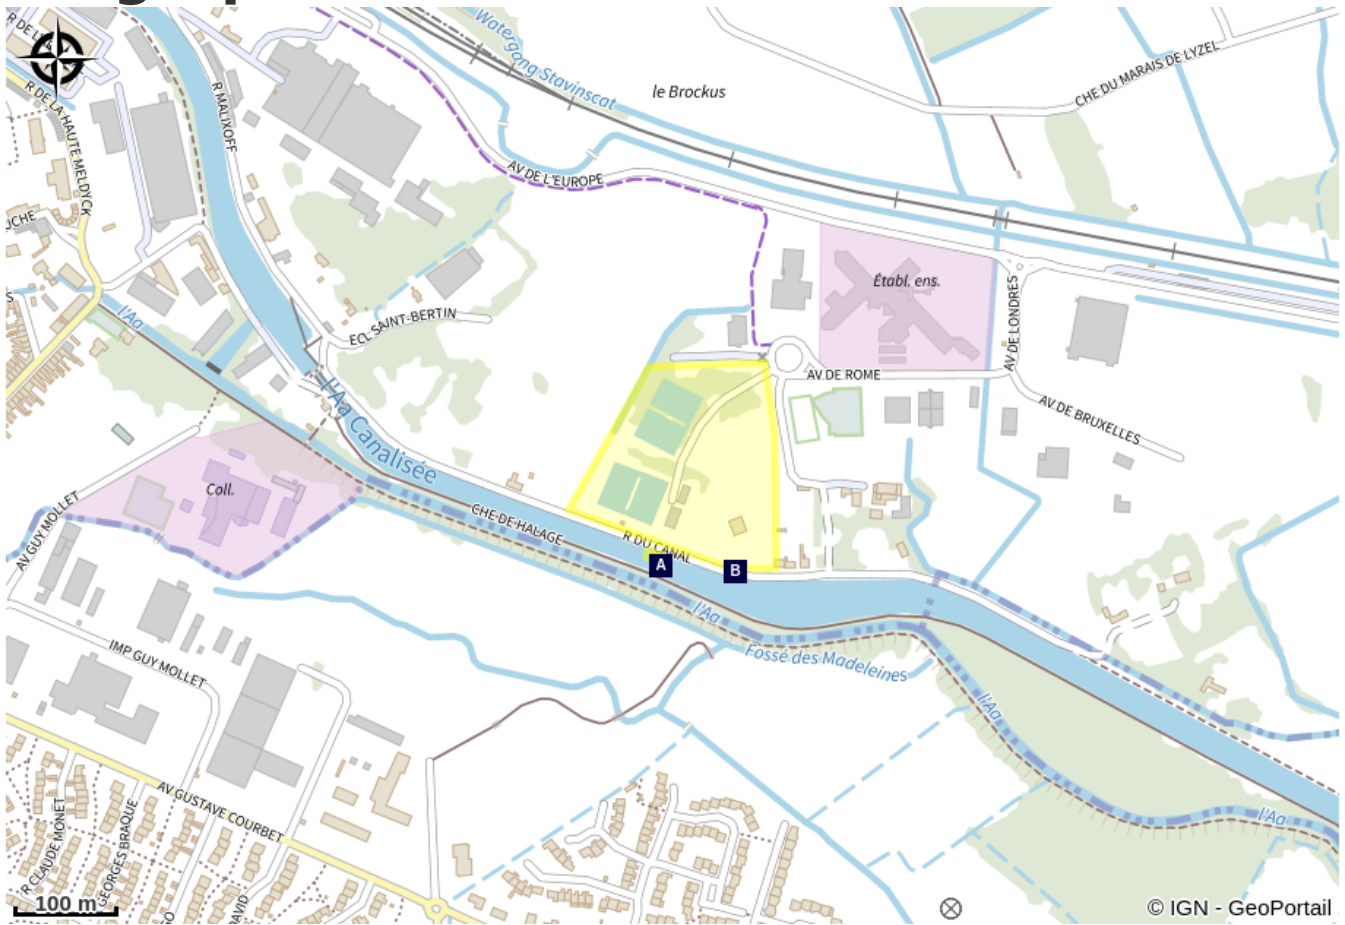 Watergang Stavinscat
le Brockus
CHE DU MARAIS DE LYZEL
R DE LA HAUTE MELDYCK
R MALIXOFF
AV DE L'EUROPE
Établ. ens.
AV DE LONDRES
l'Aa
ECL SAINT-BERTIN
AV DE ROME
AV DE BRUXELLES
l'Aa Canalisée
Coll.
AV GUY MOLLET
CHE DE HALAGE
R DU CANAL
A
B
l'Aa
Fossé des Madeleines
IMP GUY MOLLET
l'Aa
AV GUSTAVE COURBET
l'Aa
R CLAUDE MONET
GEORGES BRAQUE
DAVID
100 m
© IGN - GeoPortail